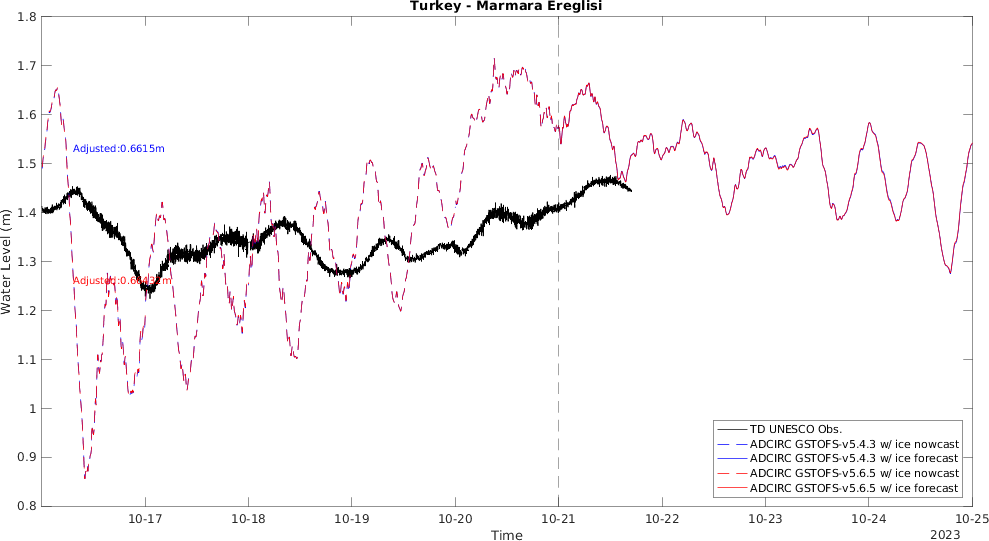 Turkey - Marmara Ereglisi
1.8
1.7
1.6
1.5
1.4
1.3
1.2
1.1
1
0.9
0.8
Water Level (m)
Adjusted:0.6615m
TD UNESCO Obs.
ADCIRC GSTOFS-v5.4.3 w/ ice nowcast
ADCIRC GSTOFS-v5.4.3 w/ ice forecast
ADCIRC GSTOFS-v5.6.5 w/ ice nowcast
ADCIRC GSTOFS-v5.6.5 w/ ice forecast
10-17
10-18
10-19
10-20
10-21
10-22
10-23
10-24
10-25
Time
2023